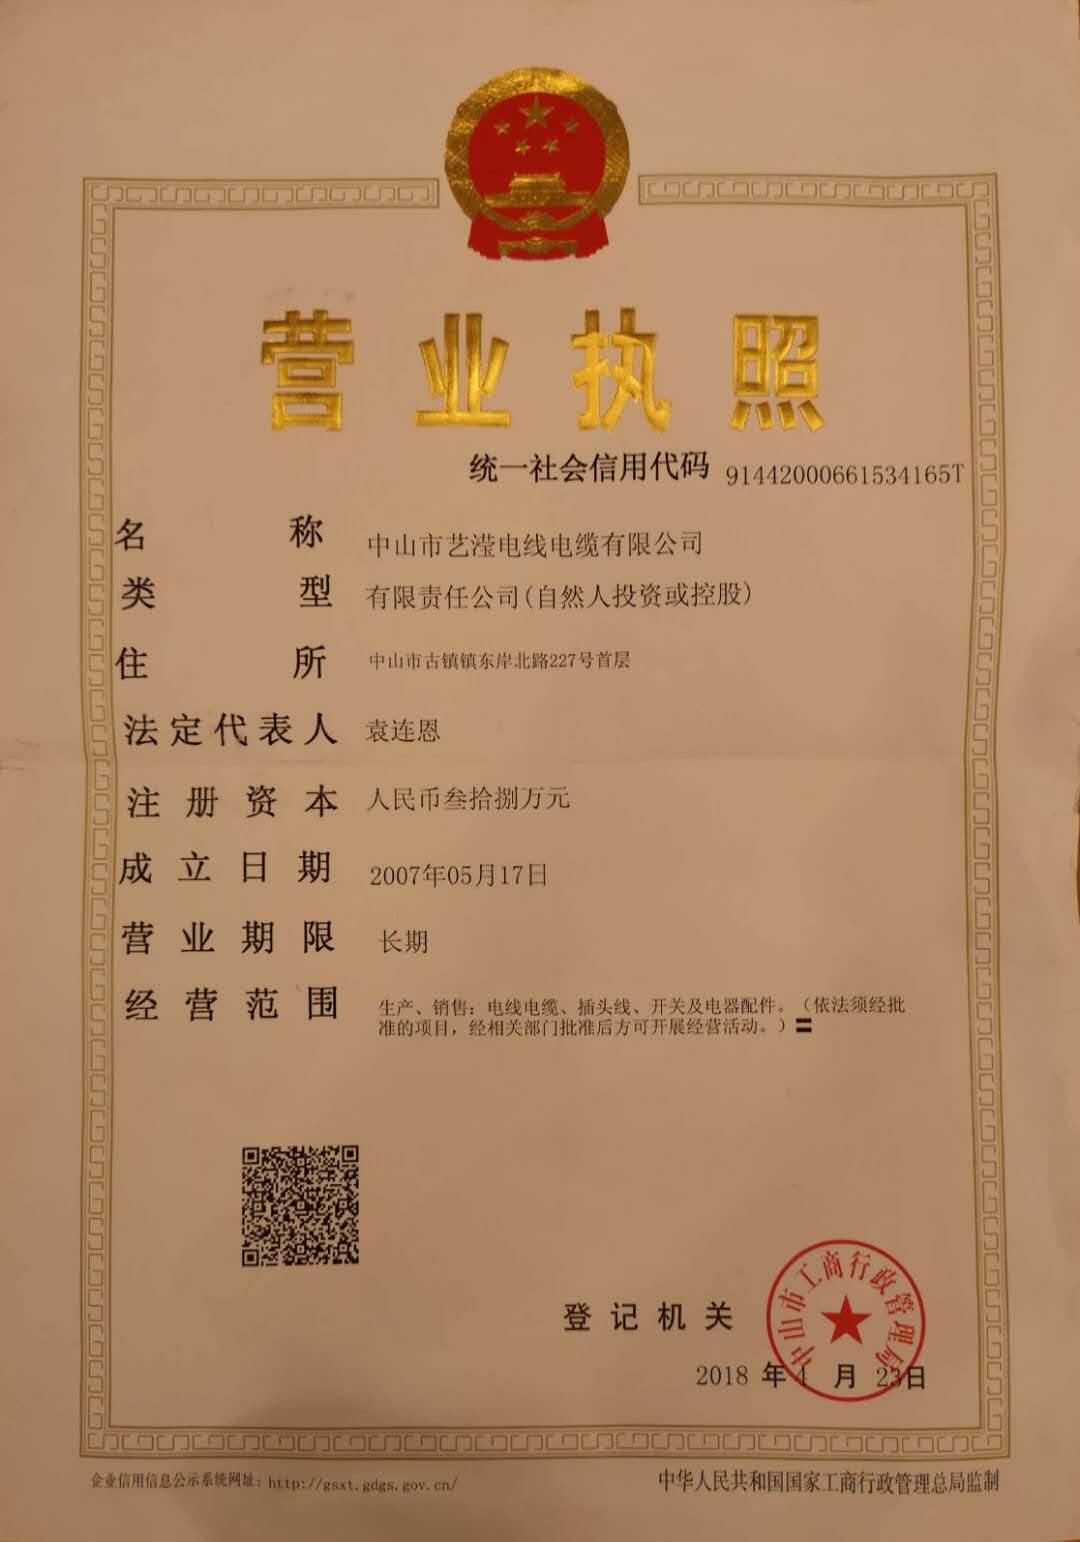 营业执照
统一社会信用代码 91442000661534165T
名称 中山市艺滢电线电缆有限公司
类型 有限责任公司(自然人投资或控股)
住所 中山市古镇镇东岸北路227号首层
法定代表人 袁连恩
注册资本 人民币叁拾捌万元
成立日期 2007年05月17日
营业期限 长期
经营范围 生产、销售：电线电缆、插头线、开关及电器配件。（依法须经批
准的项目，经相关部门批准后方可开展经营活动。）〓
登记机关
中山市工商行政管理局
2018 年 4 月 23日
企业信用信息公示系统网址：http://gsxt.gdgs.gov.cn/
中华人民共和国国家工商行政管理总局监制